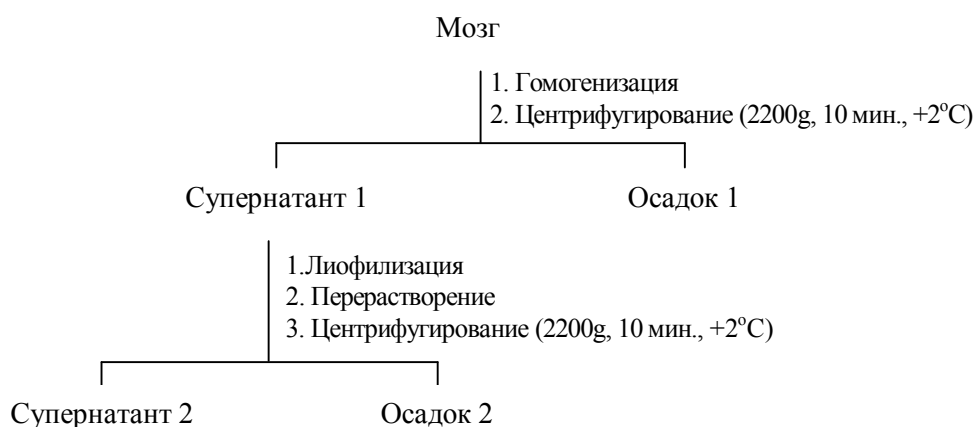 Мозг
1. Гомогенизация
2. Центрифугирование (2200g, 10 мин., +2°C)
Супернатант 1 Осадок 1
1.Лиофилизация
2. Перерастворение
3. Центрифугирование (2200g, 10 мин., +2°C)
Супернатант 2 Осадок 2